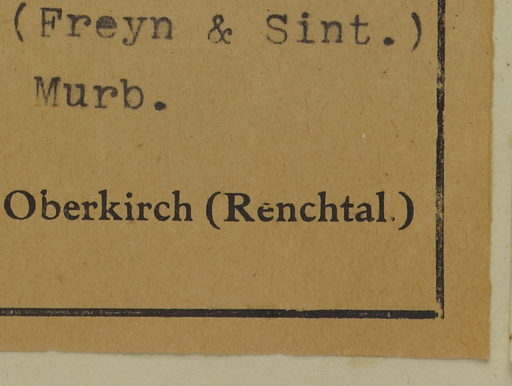 (Freyn & Sint.)
Murb.
Oberkirch (Renchtal.)